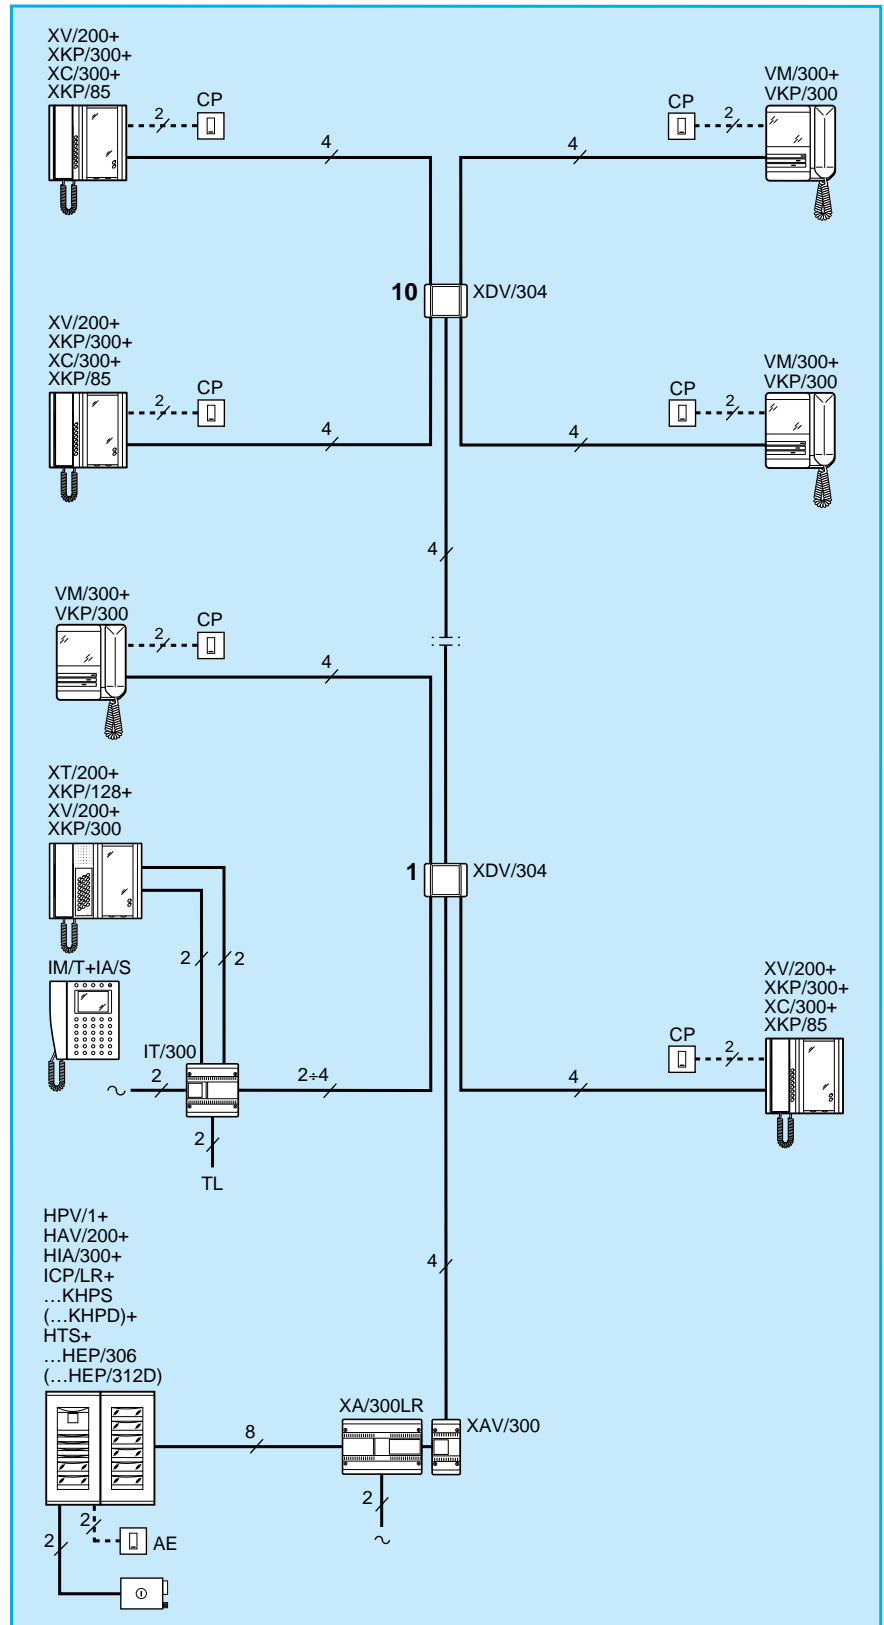 XV/200+
XKP/300+
XC/300+
XKP/85
2
CP
4
VM/300+
VKP/300
CP
2
4
10
XDV/304
XV/200+
XKP/300+
XC/300+
XKP/85
2
CP
4
VM/300+
VKP/300
CP
2
4
4
VM/300+
VKP/300
2
CP
4
XT/200+
XKP/128+
XV/200+
XKP/300
1
XDV/304
2
2
IM/T+IA/S
IT/300
2
2÷4
2
TL
XV/200+
XKP/300+
XC/300+
XKP/85
CP
2
4
HPV/1+
HAV/200+
HIA/300+
ICP/LR+
…KHPS
(…KHPD)+
HTS+
…HEP/306
(…HEP/312D)
4
XA/300LR
XAV/300
8
2
2
AE
2